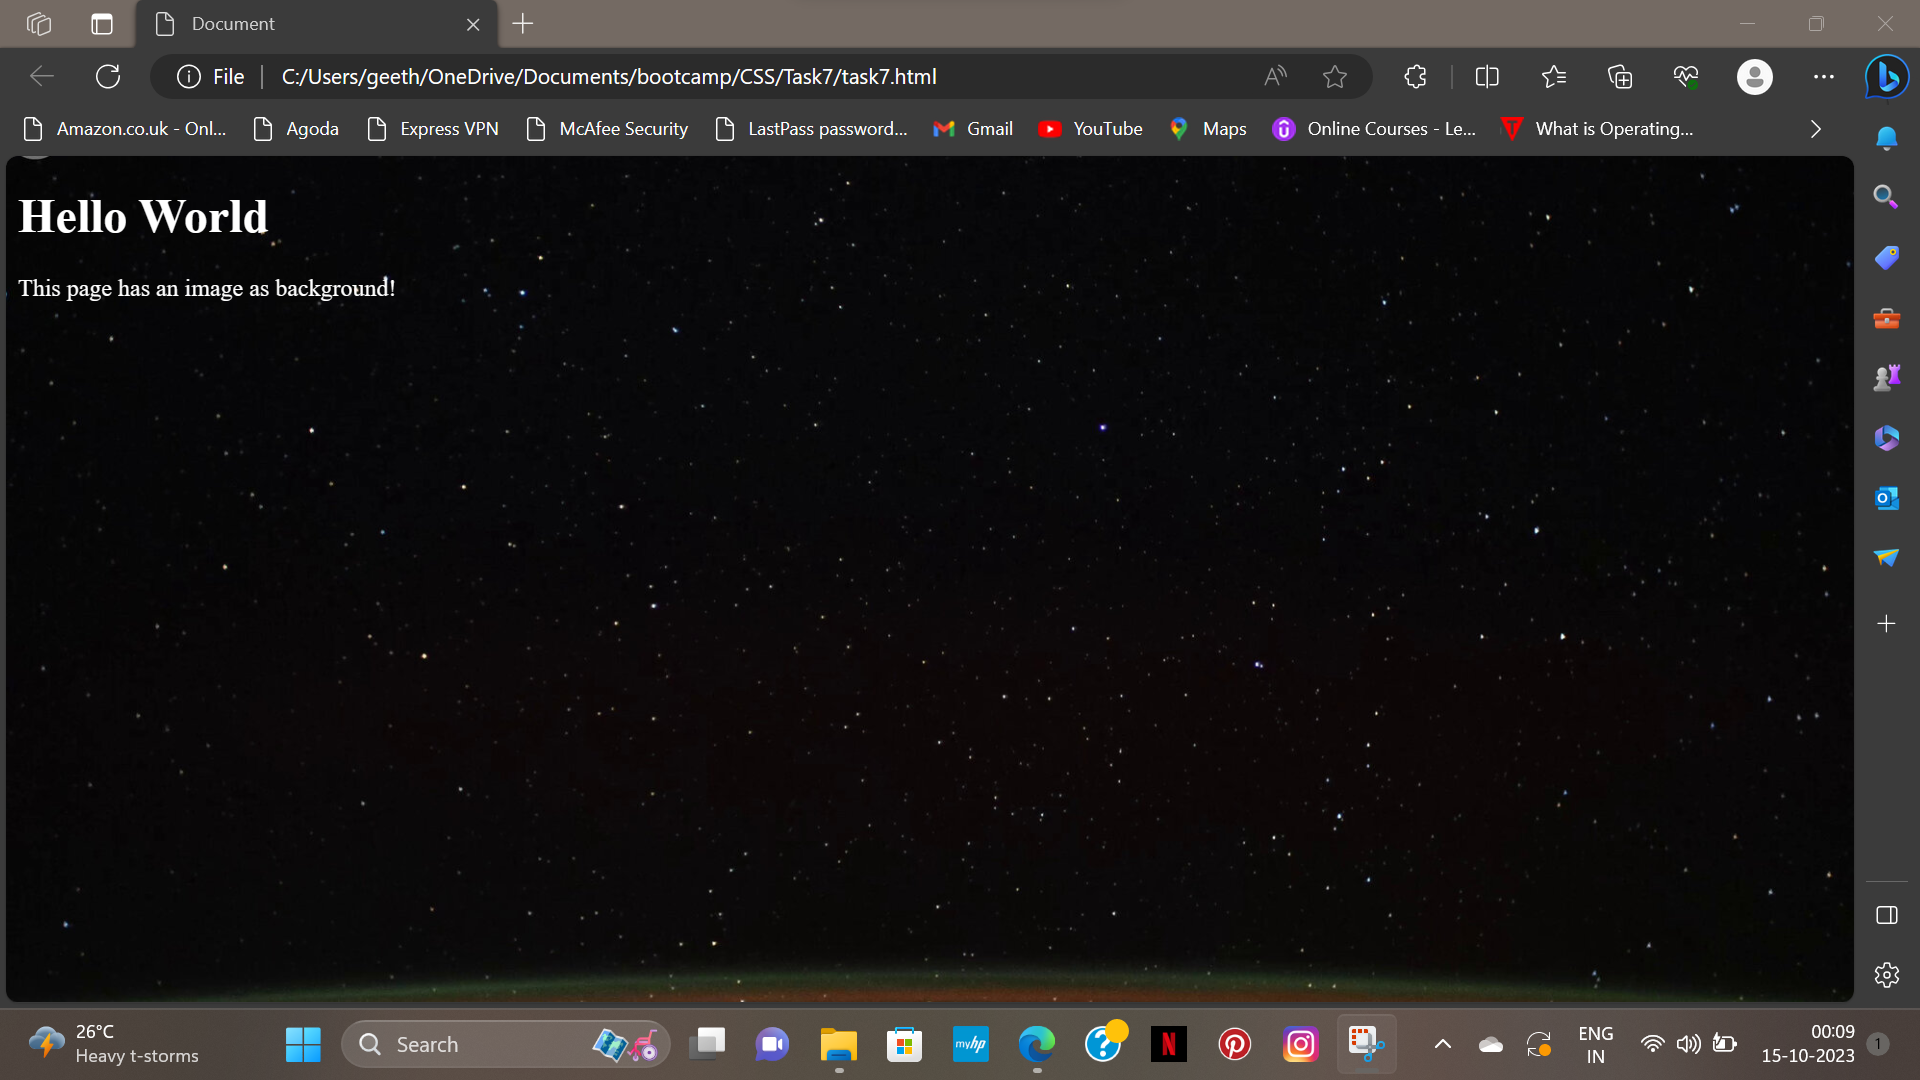 Document
File
C:/Users/geeth/OneDrive/Documents/bootcamp/CSS/Task7/task7.html
Amazon.co.uk - Onl...
Agoda
Express VPN
McAfee Security
LastPass password...
Gmail
YouTube
Maps
Online Courses - Le...
What is Operating...
Hello World
This page has an image as background!
26°C
Heavy t-storms
Search
myhp
ENG
IN
00:09
15-10-2023
1